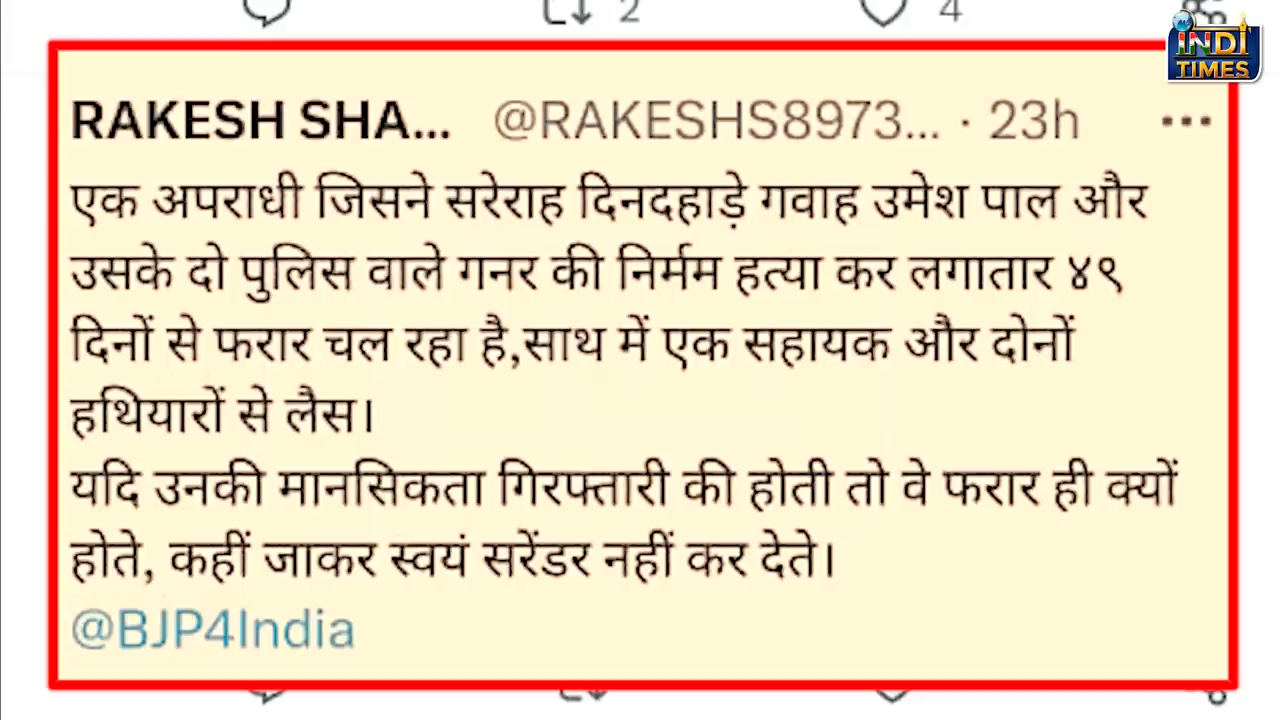 2 4
INDI
TIMES
RAKESH SHA... @RAKESHS8973... · 23h ...
एक अपराधी जिसने सरेराह दिनदहाड़े गवाह उमेश पाल और
उसके दो पुलिस वाले गनर की निर्मम हत्या कर लगातार ४९
दिनों से फरार चल रहा है,साथ में एक सहायक और दोनों
हथियारों से लैस।
यदि उनकी मानसिकता गिरफ्तारी की होती तो वे फरार ही क्यों
होते, कहीं जाकर स्वयं सरेंडर नहीं कर देते।
@BJP4India